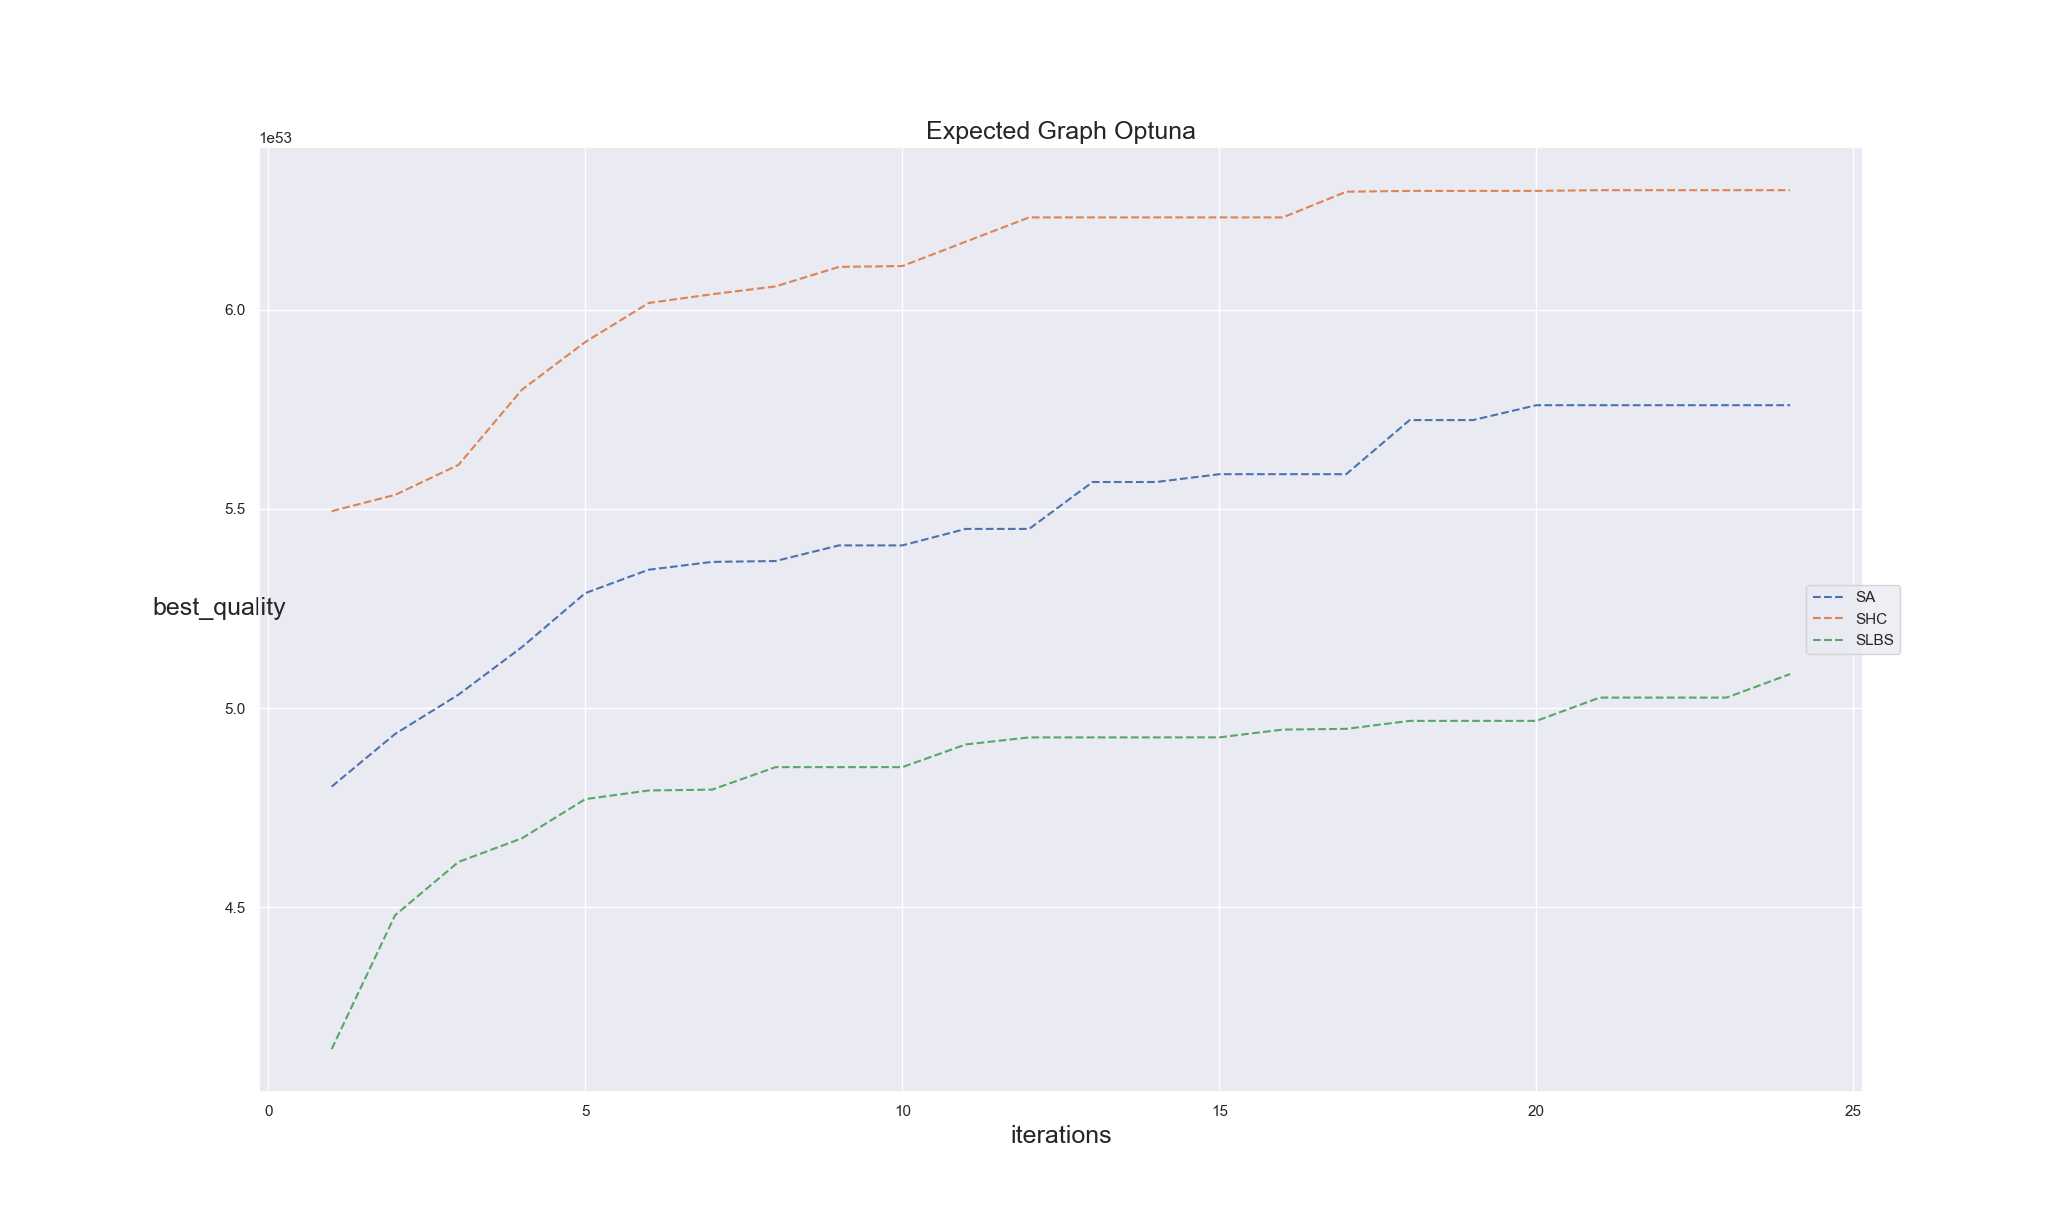 Expected Graph Optuna
1e53
6.0
5.5
best_quality
5.0
4.5
SA
SHC
SLBS
0 5 10 15 20 25
iterations